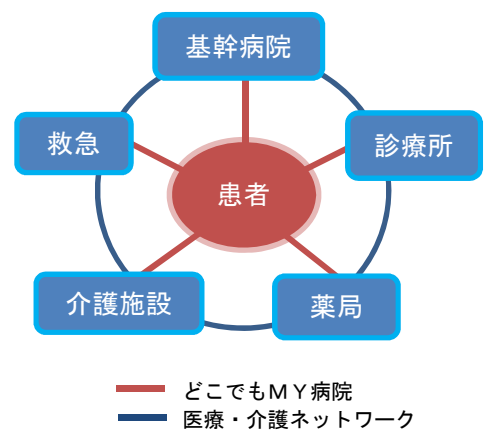 基幹病院
救急
診療所
患者
介護施設
薬局
どこでもＭＹ病院
医療・介護ネットワーク